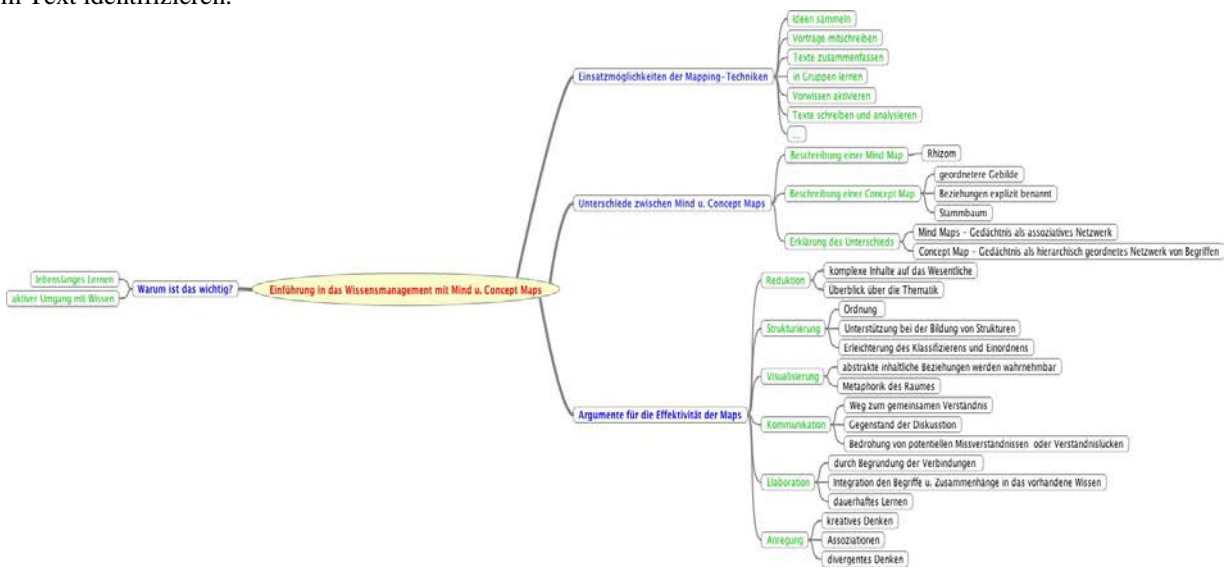 in Text identifizieren.
Ideen sammeln
Vorträge mitschreiben
Texte zusammenfassen
Einsatzmöglichkeiten der Mapping-Techniken
in Gruppen lernen
Vorwissen aktivieren
Texte schreiben und analysieren
...
Beschreibung einer Mind Map
Rhizom
geordnetere Gebilde
Unterschiede zwischen Mind u. Concept Maps
Beschreibung einer Concept Map
Beziehungen explizit benannt
Stammbaum
Erklärung des Unterschieds
Mind Maps - Gedächtnis als assoziatives Netzwerk
Concept Map - Gedächtnis als hierarchisch geordnetes Netzwerk von Begriffen
lebenslanges Lernen
aktiver Umgang mit Wissen
Warum ist das wichtig?
Einführung in das Wissensmanagement mit Mind u. Concept Maps
Reduktion
komplexe Inhalte auf das Wesentliche
Überblick über die Thematik
Strukturierung
Ordnung
Unterstützung bei der Bildung von Strukturen
Erleichterung des Klassifizierens und Einordnens
Visualisierung
abstrakte inhaltliche Beziehungen werden wahrnehmbar
Metaphorik des Raumes
Argumente für die Effektivität der Maps
Kommunikation
Weg zum gemeinsamen Verständnis
Gegenstand der Diskusstion
Bedrohung von potentiellen Missverständnissen oder Verständnislücken
Elaboration
durch Begründung der Verbindungen
Integration den Begriffe u. Zusammenhänge in das vorhandene Wissen
dauerhaftes Lernen
Anregung
kreatives Denken
Assoziationen
divergentes Denken